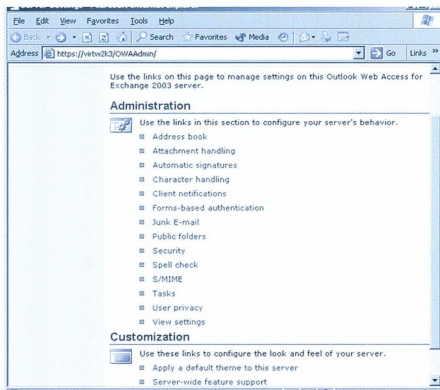 File Edit View Favorites Tools Help
Back Search Favorites Media
Address https://virtw2k3/OWAAdmin/ Go Links »
Use the links on this page to manage settings on this Outlook Web Access for
Exchange 2003 server.
Administration
Use the links in this section to configure your server's behavior.
Address book
Attachment handling
Automatic signatures
Character handling
Client notifications
Forms-based authentication
Junk E-mail
Public folders
Security
Spell check
S/MIME
Tasks
User privacy
View settings
Customization
Use these links to configure the look and feel of your server.
Apply a default theme to this server
Server-wide feature support